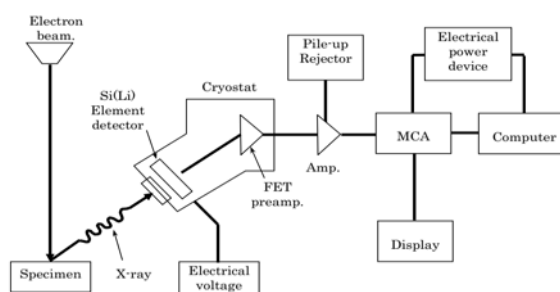 Electron
beam.
Si(Li)
Element
detector
Cryostat
Pile-up
Rejector
Electrical
power
device
MCA
Computer
Amp.
FET
preamp.
Display
Specimen
X-ray
Electrical
voltage